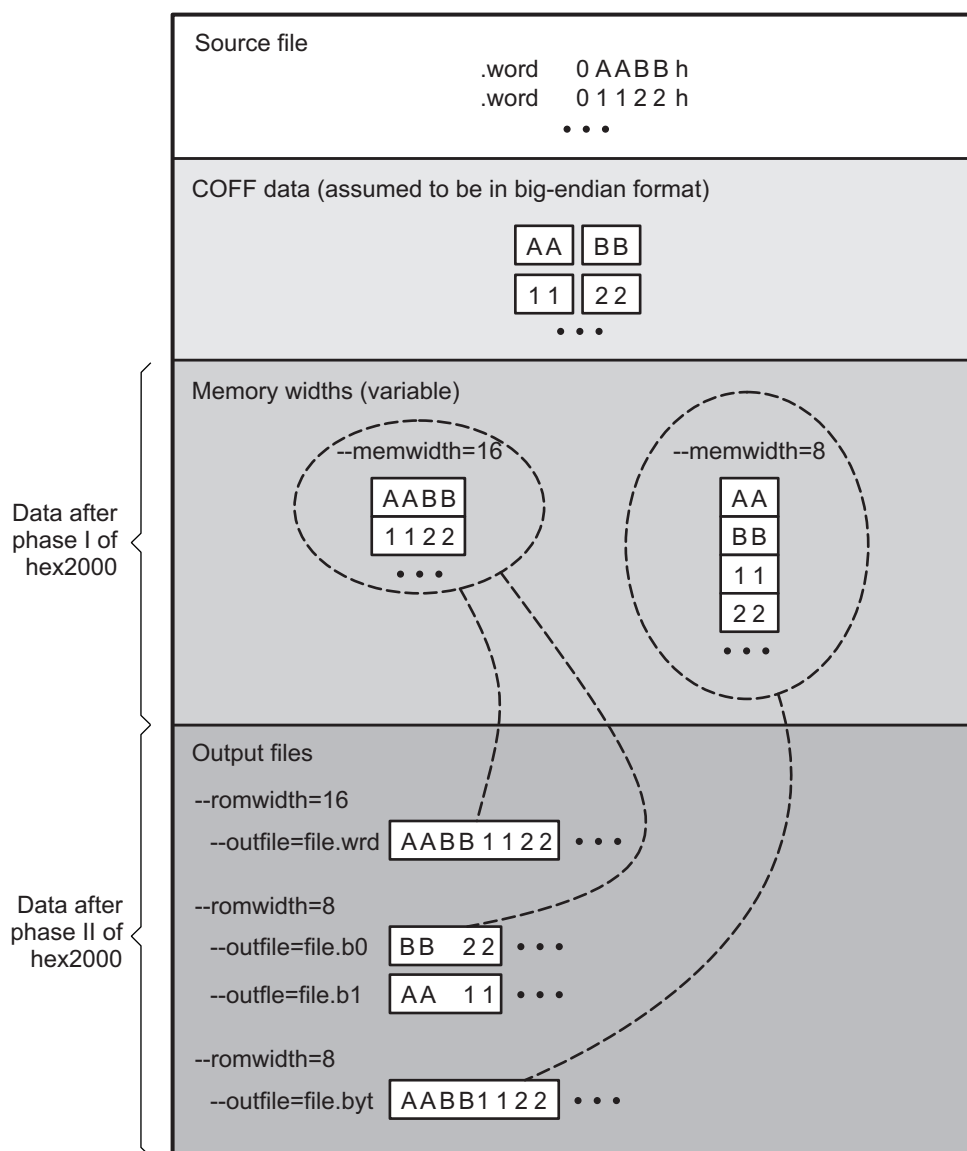 Source file
.word 0AABBh
.word 01122h
• • •
COFF data (assumed to be in big-endian format)
AA BB
11 22
• • •
Data after
phase I of
hex2000
Memory widths (variable)
--memwidth=16
AABB
1122
• • •
--memwidth=8
AA
BB
11
22
• • •
Data after
phase II of
hex2000
Output files
--romwidth=16
--outfile=file.wrd AABB1122 • • •
--romwidth=8
--outfile=file.b0 BB 22 • • •
--outfle=file.b1 AA 11 • • •
--romwidth=8
--outfile=file.byt AABB1122 • • •